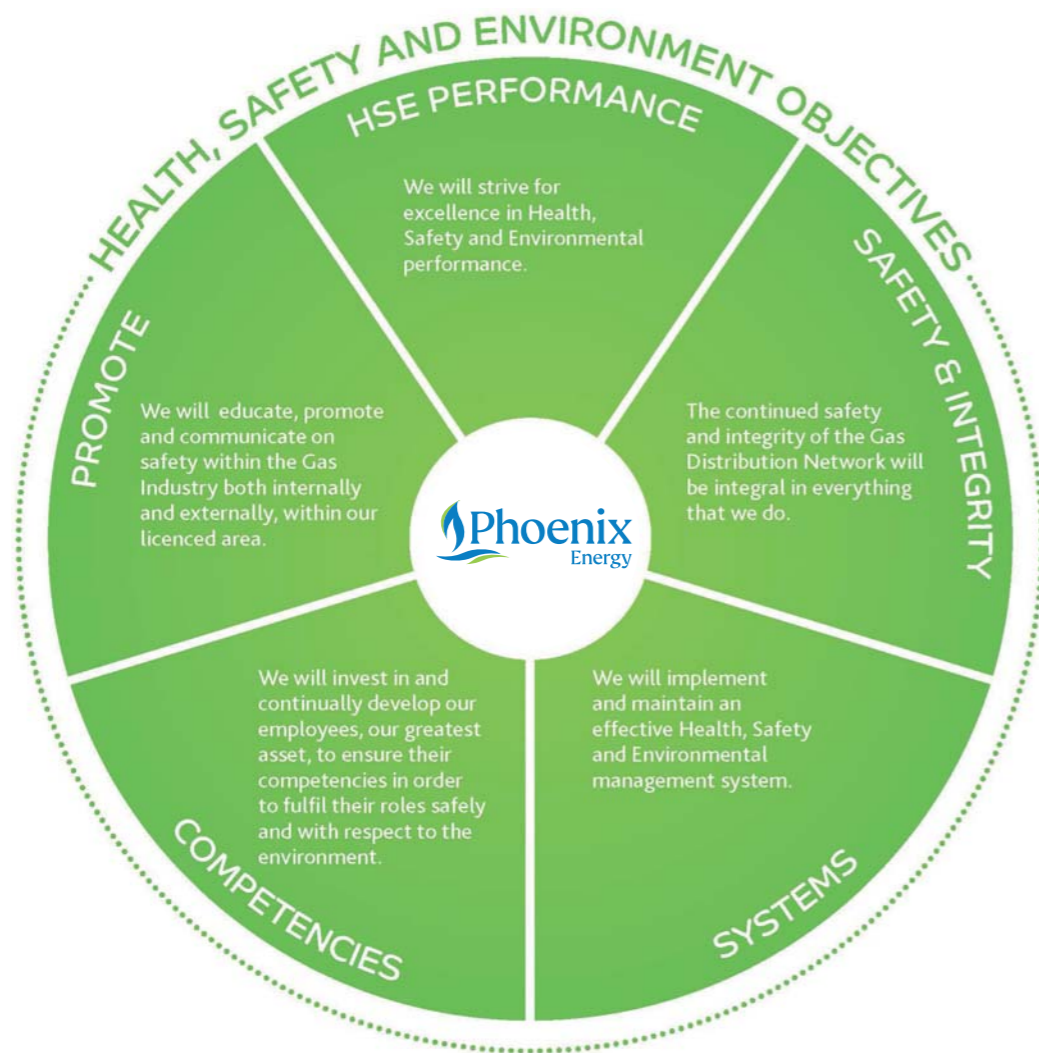 HEALTH, SAFETY AND ENVIRONMENT OBJECTIVES
HSE PERFORMANCE
We will strive for
excellence in Health,
Safety and Environmental
performance.
SAFETY & INTEGRITY
The continued safety
and integrity of the Gas
Distribution Network will
be integral in everything
that we do.
SYSTEMS
We will implement
and maintain an
effective Health, Safety
and Environmental
management system.
COMPETENCIES
We will invest in and
continually develop our
employees, our greatest
asset, to ensure their
competencies in order
to fulfil their roles safely
and with respect to the
environment.
PROMOTE
We will educate, promote
and communicate on
safety within the Gas
Industry both internally
and externally, within our
licenced area.
Phoenix
Energy